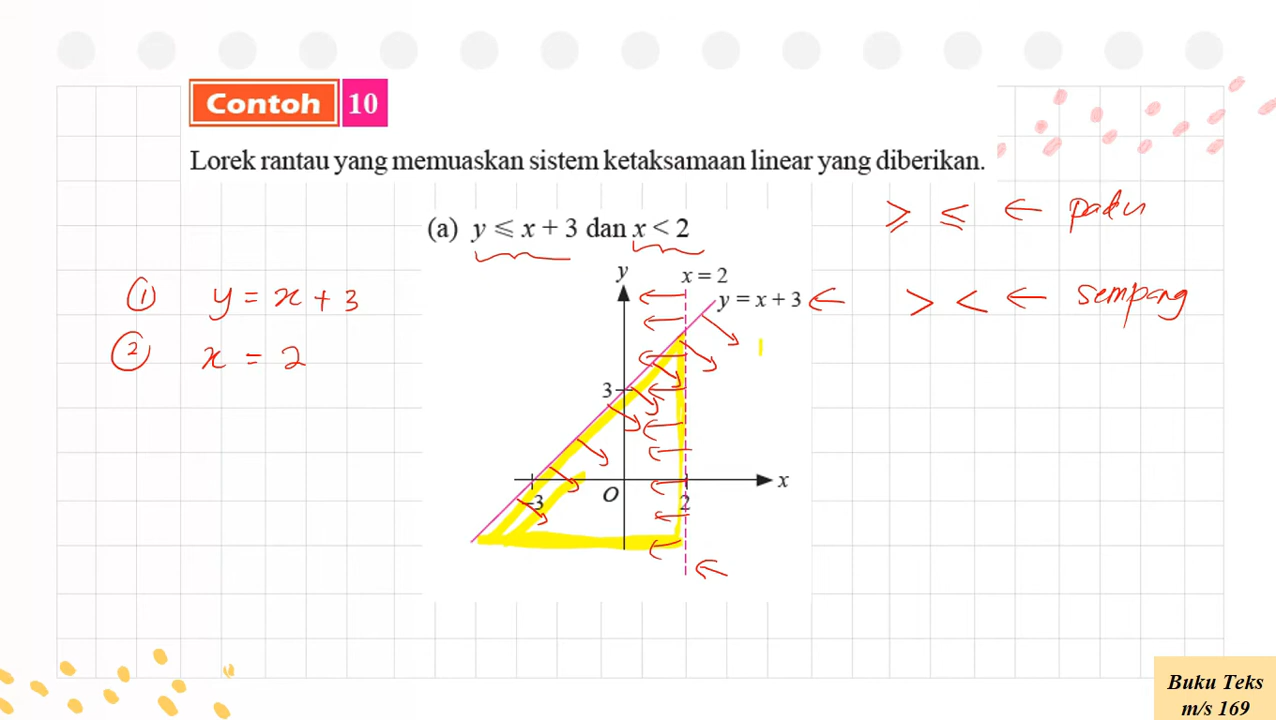 Contoh 10
Lorek rantau yang memuaskan sistem ketaksamaan linear yang diberikan.
(a) y ⩽ x + 3 dan x < 2
⩾ ⩽ ← padu
① y = x + 3
② x = 2
> < ← sempang
y
x = 2
y = x + 3 ←
3
-3
O
2
x
Buku Teks
m/s 169